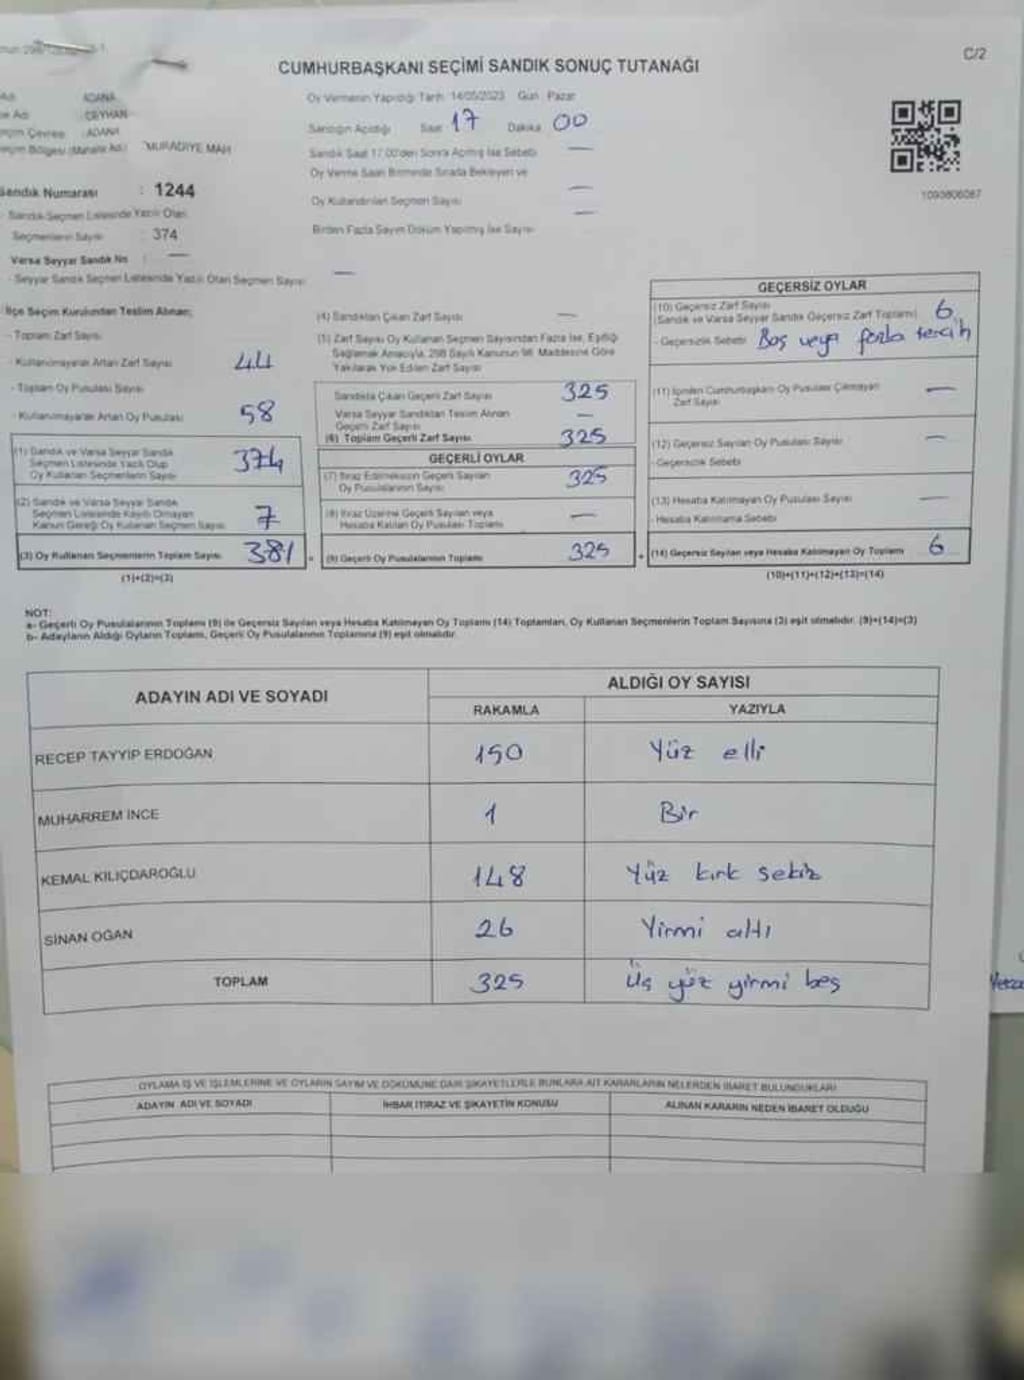 C/2
CUMHURBAŞKANI SEÇİMİ SANDIK SONUÇ TUTANAĞI
ADANA
CEYHAN
Seçim Çevresi : ADANA
Seçim Bölgesi (Mahalle Adı) : MURADİYE MAH
Sandık Numarası : 1244
Sandık Seçmen Listesinde Yazılı Olan
Seçmenlerin Sayısı : 374
Varsa Seyyar Sandık No : —
- Seyyar Sandık Seçmen Listesinde Yazılı Olan Seçmen Sayısı —
Oy Vermenin Yapıldığı Tarih 14/05/2023 Gün Pazar
Sandığın Açıldığı Saat 17 Dakika 00
Sandık Saat 17.00'den Sonra Açılmış İse Sebebi —
Oy Verme Saati Bitiminde Sırada Bekleyen ve
Oy Kullandırılan Seçmen Sayısı —
Birden Fazla Sayım Döküm Yapılmış İse Sayısı —
1090806087
İlçe Seçim Kurulundan Teslim Alınan;
- Toplam Zarf Sayısı
- Kullanılmayarak Artan Zarf Sayısı 44
- Toplam Oy Pusulası Sayısı
- Kullanılmayarak Artan Oy Pusulası 58
(1) Sandık ve Varsa Seyyar Sandık
Seçmen Listesinde Yazılı Olup
Oy Kullanan Seçmenlerin Sayısı 374
(2) Sandık ve Varsa Seyyar Sandık
Seçmen Listesinde Kayıtlı Olmayan
Kanun Gereği Oy Kullanan Seçmen Sayısı 7
(3) Oy Kullanan Seçmenlerin Toplam Sayısı 381
(1)+(2)=(3)
(4) Sandıktan Çıkan Zarf Sayısı —
(5) Zarf Sayısı Oy Kullanan Seçmen Sayısından Fazla İse, Eşitliği
Sağlamak Amacıyla, 298 Sayılı Kanunun 98. Maddesine Göre
Yakılarak Yok Edilen Zarf Sayısı
Sandıkta Çıkan Geçerli Zarf Sayısı 325
Varsa Seyyar Sandıktan Teslim Alınan
Geçerli Zarf Sayısı —
(6) Toplam Geçerli Zarf Sayısı 325
GEÇERLİ OYLAR
(7) İtiraz Edilmeksizin Geçerli Sayılan
Oy Pusulalarının Sayısı 325
(8) İtiraz Üzerine Geçerli Sayılan veya
Hesaba Katılan Oy Pusulası Toplamı —
(9) Geçerli Oy Pusulalarının Toplamı 325
GEÇERSİZ OYLAR
(10) Geçersiz Zarf Sayısı
(Sandık ve Varsa Seyyar Sandık Geçersiz Zarf Toplamı) 6
- Geçersizlik Sebebi Boş veya fazla tercih
(11) İçinden Cumhurbaşkanı Oy Pusulası Çıkmayan
Zarf Sayısı —
(12) Geçersiz Sayılan Oy Pusulası Sayısı —
- Geçersizlik Sebebi
(13) Hesaba Katılmayan Oy Pusulası Sayısı —
- Hesaba Katılmama Sebebi
(14) Geçersiz Sayılan veya Hesaba Katılmayan Oy Toplamı 6
(10)+(11)+(12)+(13)=(14)
NOT:
a- Geçerli Oy Pusulalarının Toplamı (9) ile Geçersiz Sayılan veya Hesaba Katılmayan Oy Toplamı (14) Toplamları, Oy Kullanan Seçmenlerin Toplam Sayısına (3) eşit olmalıdır. (9)+(14)=(3)
b- Adayların Aldığı Oyların Toplamı, Geçerli Oy Pusulalarının Toplamına (9) eşit olmalıdır.
ADAYIN ADI VE SOYADI
ALDIĞI OY SAYISI
RAKAMLA YAZIYLA
RECEP TAYYİP ERDOĞAN 150 Yüz elli
MUHARREM İNCE 1 Bir
KEMAL KILIÇDAROĞLU 148 Yüz kırk sekiz
SİNAN OĞAN 26 Yirmi altı
TOPLAM 325 Üç yüz yirmi beş
OYLAMA İŞ VE İŞLEMLERİNE VE OYLARIN SAYIM VE DÖKÜMÜNE DAİR ŞİKAYETLERLE BUNLARA AİT KARARLARIN NELERDEN İBARET BULUNDUKLARI
ADAYIN ADI VE SOYADI İHBAR İTİRAZ VE ŞİKAYETİN KONUSU ALINAN KARARIN NEDEN İBARET OLDUĞU